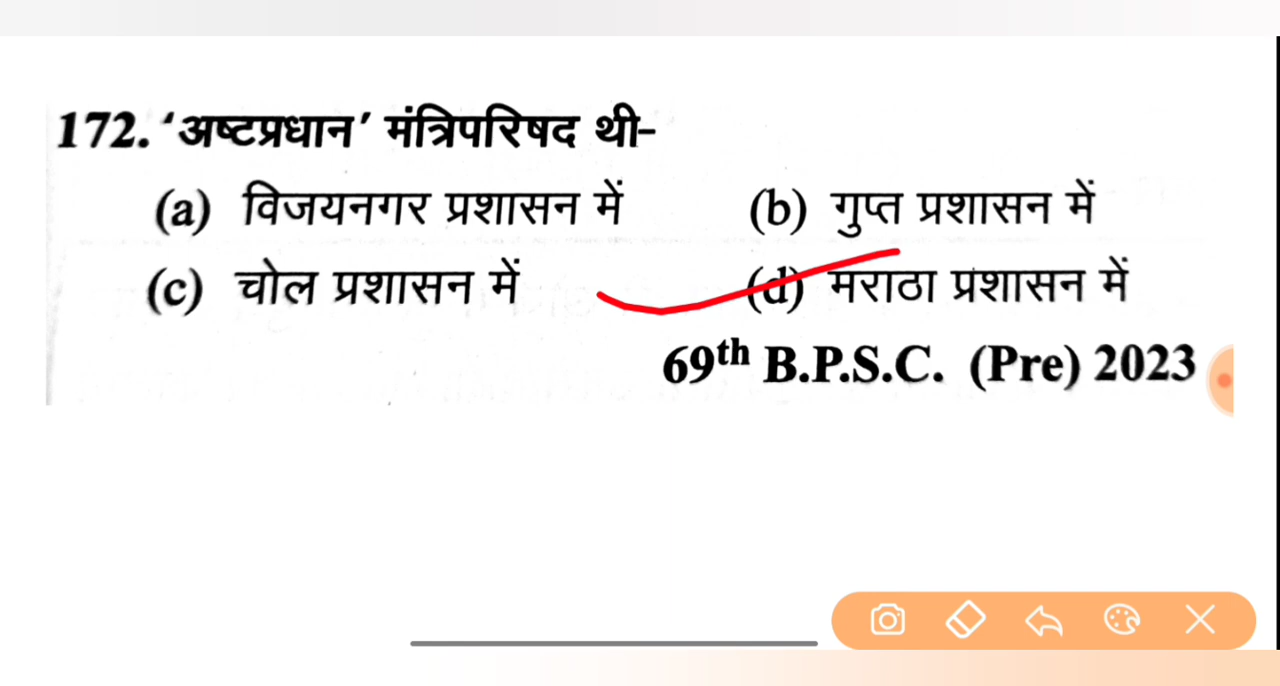 172. ‘अष्टप्रधान’ मंत्रिपरिषद थी-
(a) विजयनगर प्रशासन में (b) गुप्त प्रशासन में
(c) चोल प्रशासन में (d) मराठा प्रशासन में
69th B.P.S.C. (Pre) 2023